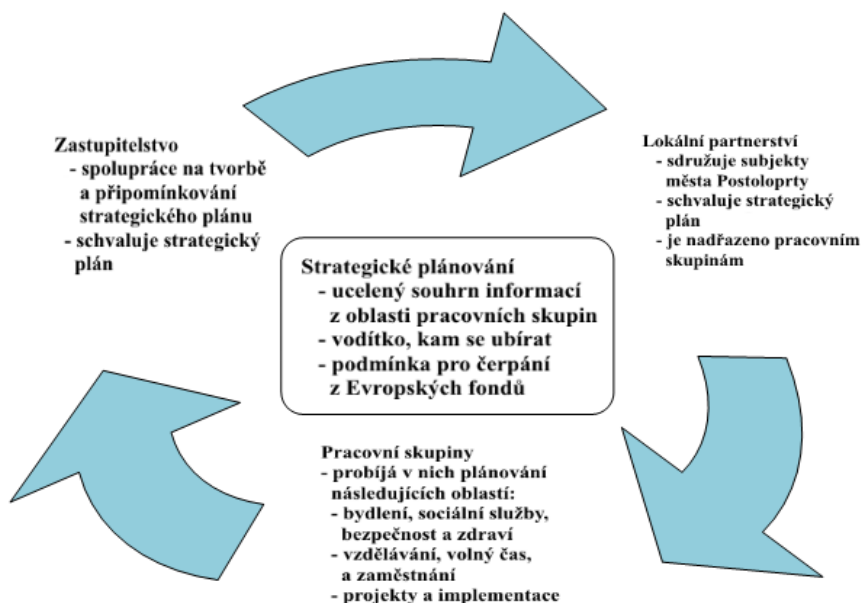 Zastupitelstvo
- spolupráce na tvorbě
a připomínkování
strategického plánu
- schvaluje strategický
plán
Lokální partnerství
- sdružuje subjekty
města Postoloprty
- schvaluje strategický
plán
- je nadřazeno pracovním
skupinám
Strategické plánování
- ucelený souhrn informací
z oblasti pracovních skupin
- vodítko, kam se ubírat
- podmínka pro čerpání
z Evropských fondů
Pracovní skupiny
- probíjá v nich plánování
následujících oblastí:
- bydlení, sociální služby,
bezpečnost a zdraví
- vzdělávání, volný čas,
a zaměstnání
- projekty a implementace